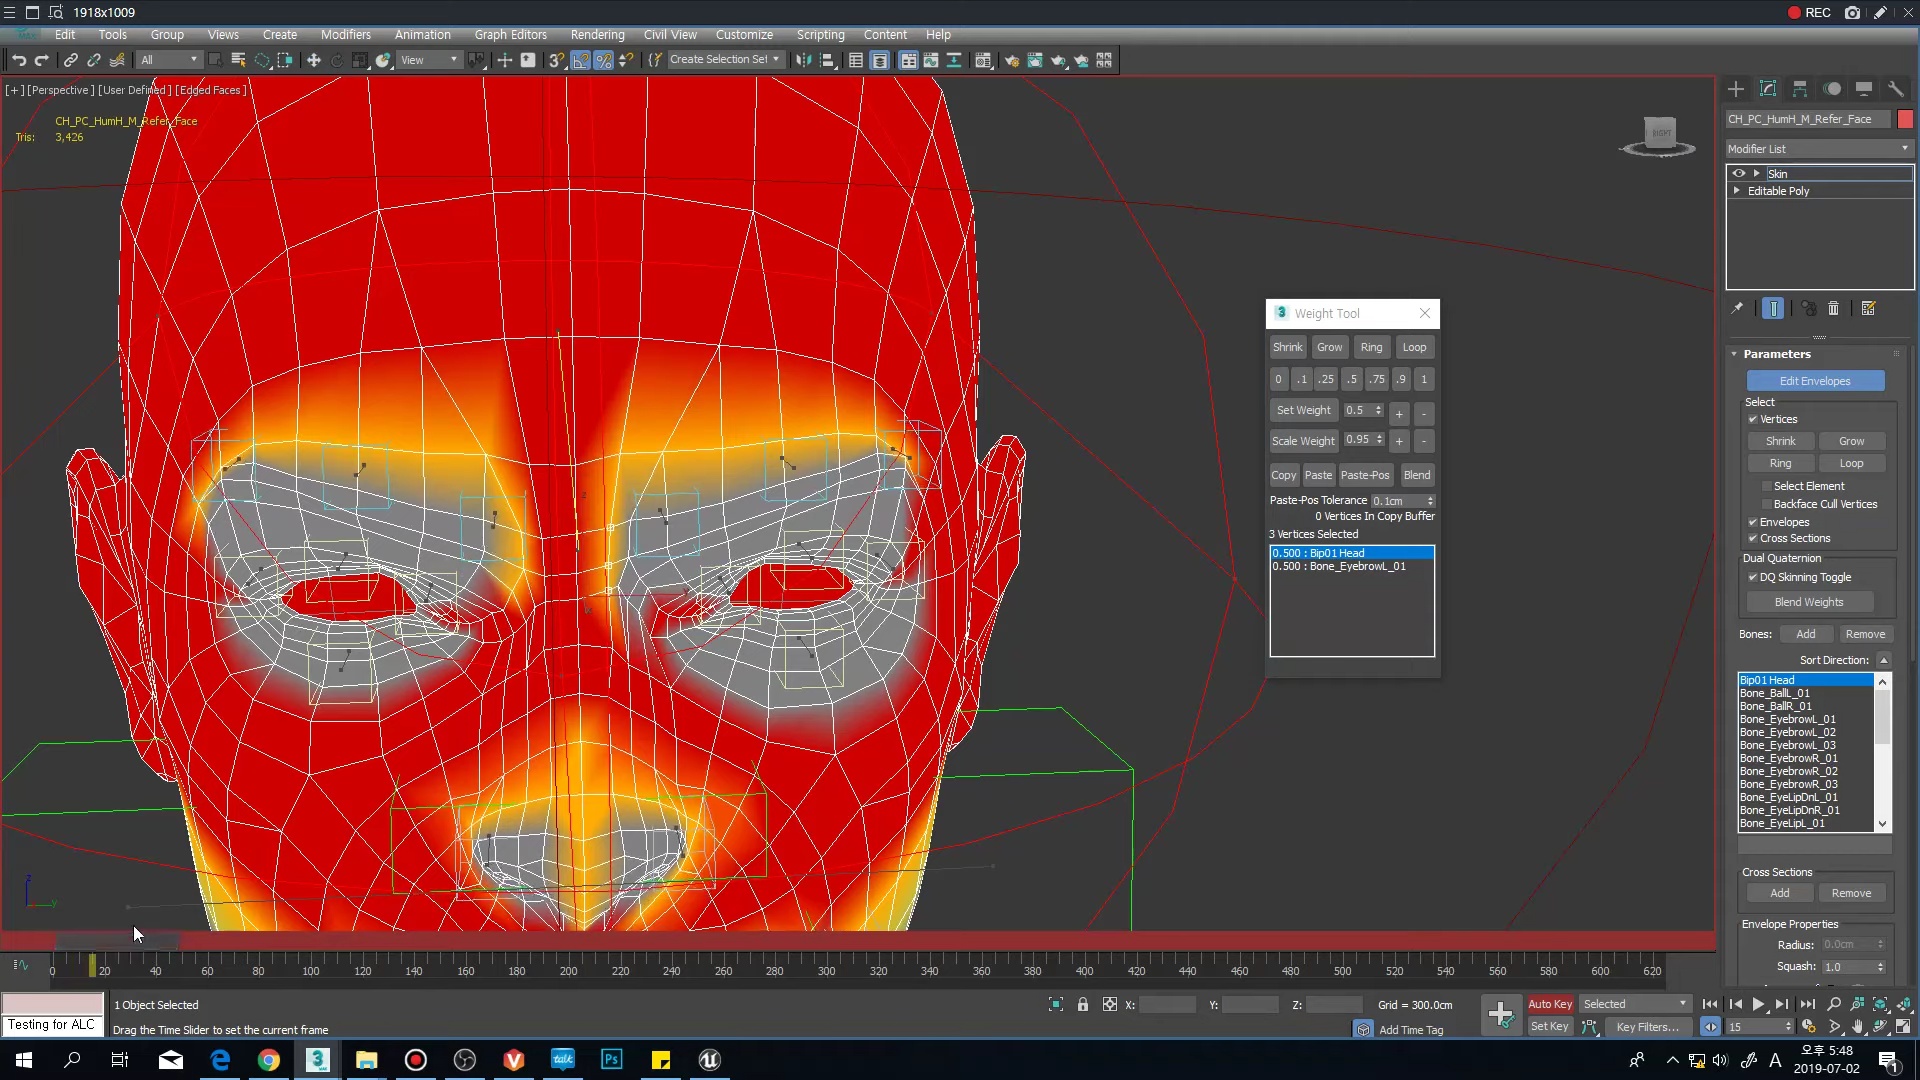 1918x1009
REC
Edit Tools Group Views Create Modifiers Animation Graph Editors Rendering Civil View Customize Scripting Content Help
All
View
Create Selection Set
[+] [Perspective] [User Defined] [Edged Faces]
CH_PC_HumH_M_Refer_Face
Tris: 3,426
RIGHT
CH_PC_HumH_M_Refer_Face
Modifier List
Skin
Editable Poly
Parameters
Edit Envelopes
Select
Vertices
Shrink Grow
Ring Loop
Select Element
Backface Cull Vertices
Envelopes
Cross Sections
Dual Quaternion
DQ Skinning Toggle
Blend Weights
Bones: Add Remove
Sort Direction:
Bip01 Head
Bone_BallL_01
Bone_BallR_01
Bone_EyebrowL_01
Bone_EyebrowL_02
Bone_EyebrowL_03
Bone_EyebrowR_01
Bone_EyebrowR_02
Bone_EyebrowR_03
Bone_EyeLipDnL_01
Bone_EyeLipDnR_01
Bone_EyeLipL_01
Cross Sections
Add Remove
Envelope Properties
Radius: 0.0cm
Squash: 1.0
3 Weight Tool
Shrink Grow Ring Loop
0 .1 .25 .5 .75 .9 1
Set Weight 0.5 + -
Scale Weight 0.95 + -
Copy Paste Paste-Pos Blend
Paste-Pos Tolerance 0.1cm
0 Vertices In Copy Buffer
3 Vertices Selected
0.500 : Bip01 Head
0.500 : Bone_EyebrowL_01
z
y
0 20 40 60 80 100 120 140 160 180 200 220 240 260 280 300 320 340 360 380 400 420 440 460 480 500 520 540 560 580 600 620
Testing for ALC
1 Object Selected
Drag the Time Slider to set the current frame
X: Y: Z: Grid = 300.0cm
Add Time Tag
Auto Key Selected
Set Key Key Filters...
15
3
talk
Ps
A
오후 5:48
2019-07-02
1